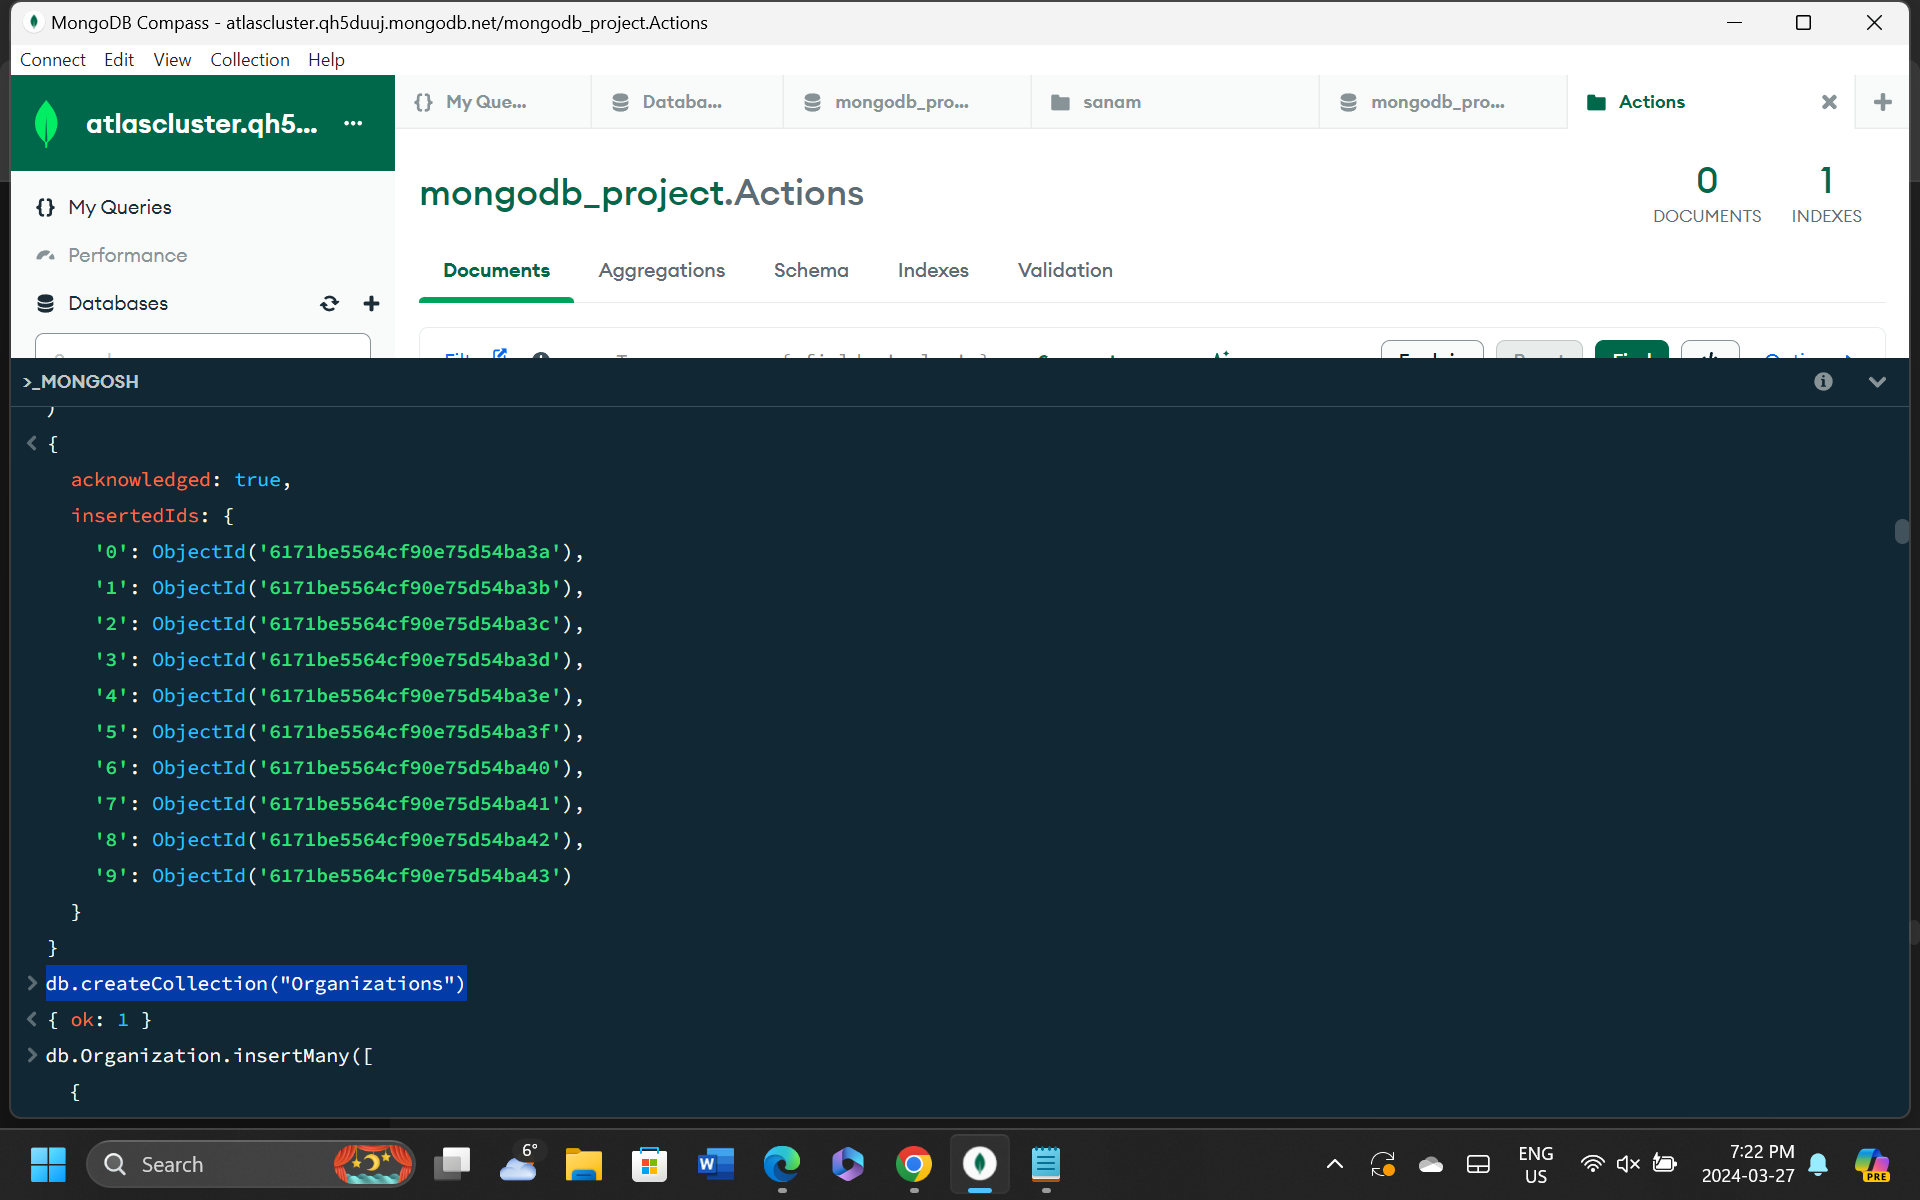 MongoDB Compass - atlascluster.qh5duuj.mongodb.net/mongodb_project.Actions
Connect Edit View Collection Help
atlascluster.qh5... ...
{} My Que... Databa... mongodb_pro... sanam mongodb_pro... Actions
mongodb_project.Actions
0 DOCUMENTS
1 INDEXES
{} My Queries
Performance
Databases
Documents Aggregations Schema Indexes Validation
>_MONGOSH
)
{
acknowledged: true,
insertedIds: {
'0': ObjectId('6171be5564cf90e75d54ba3a'),
'1': ObjectId('6171be5564cf90e75d54ba3b'),
'2': ObjectId('6171be5564cf90e75d54ba3c'),
'3': ObjectId('6171be5564cf90e75d54ba3d'),
'4': ObjectId('6171be5564cf90e75d54ba3e'),
'5': ObjectId('6171be5564cf90e75d54ba3f'),
'6': ObjectId('6171be5564cf90e75d54ba40'),
'7': ObjectId('6171be5564cf90e75d54ba41'),
'8': ObjectId('6171be5564cf90e75d54ba42'),
'9': ObjectId('6171be5564cf90e75d54ba43')
}
}
> db.createCollection("Organizations")
< { ok: 1 }
> db.Organization.insertMany([
{
Search
6°
ENG
US
7:22 PM
2024-03-27
PRE